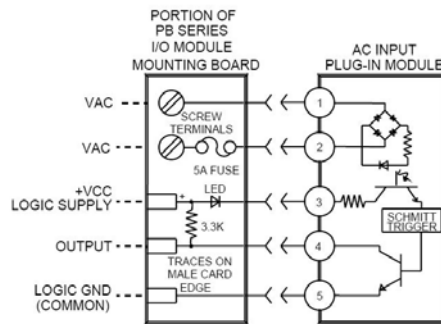 PORTION OF
PB SERIES
I/O MODULE
MOUNTING BOARD
AC INPUT
PLUG-IN MODULE
VAC
SCREW
TERMINALS
1
VAC
5A FUSE
2
+VCC
LOGIC SUPPLY
+
LED
3
3.3K
SCHMITT
TRIGGER
OUTPUT
4
TRACES ON
MALE CARD
EDGE
LOGIC GND
(COMMON)
5